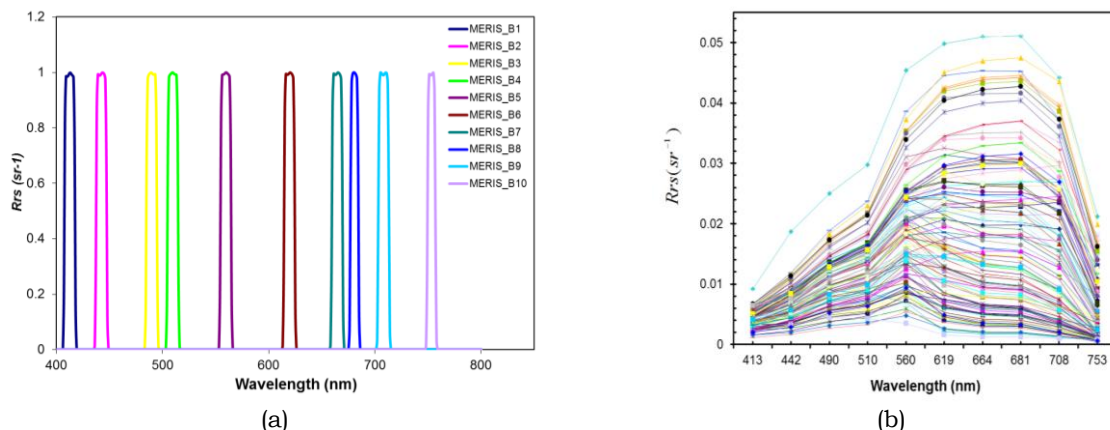 1.2
1
0.8
0.6
0.4
0.2
0
400 500 600 700 800
Rrs (sr-1)
Wavelength (nm)
MERIS_B1
MERIS_B2
MERIS_B3
MERIS_B4
MERIS_B5
MERIS_B6
MERIS_B7
MERIS_B8
MERIS_B9
MERIS_B10
(a)
0.05
0.04
0.03
0.02
0.01
0
413 442 490 510 560 619 664 681 708 753
Rrs(sr⁻¹)
Wavelength (nm)
(b)